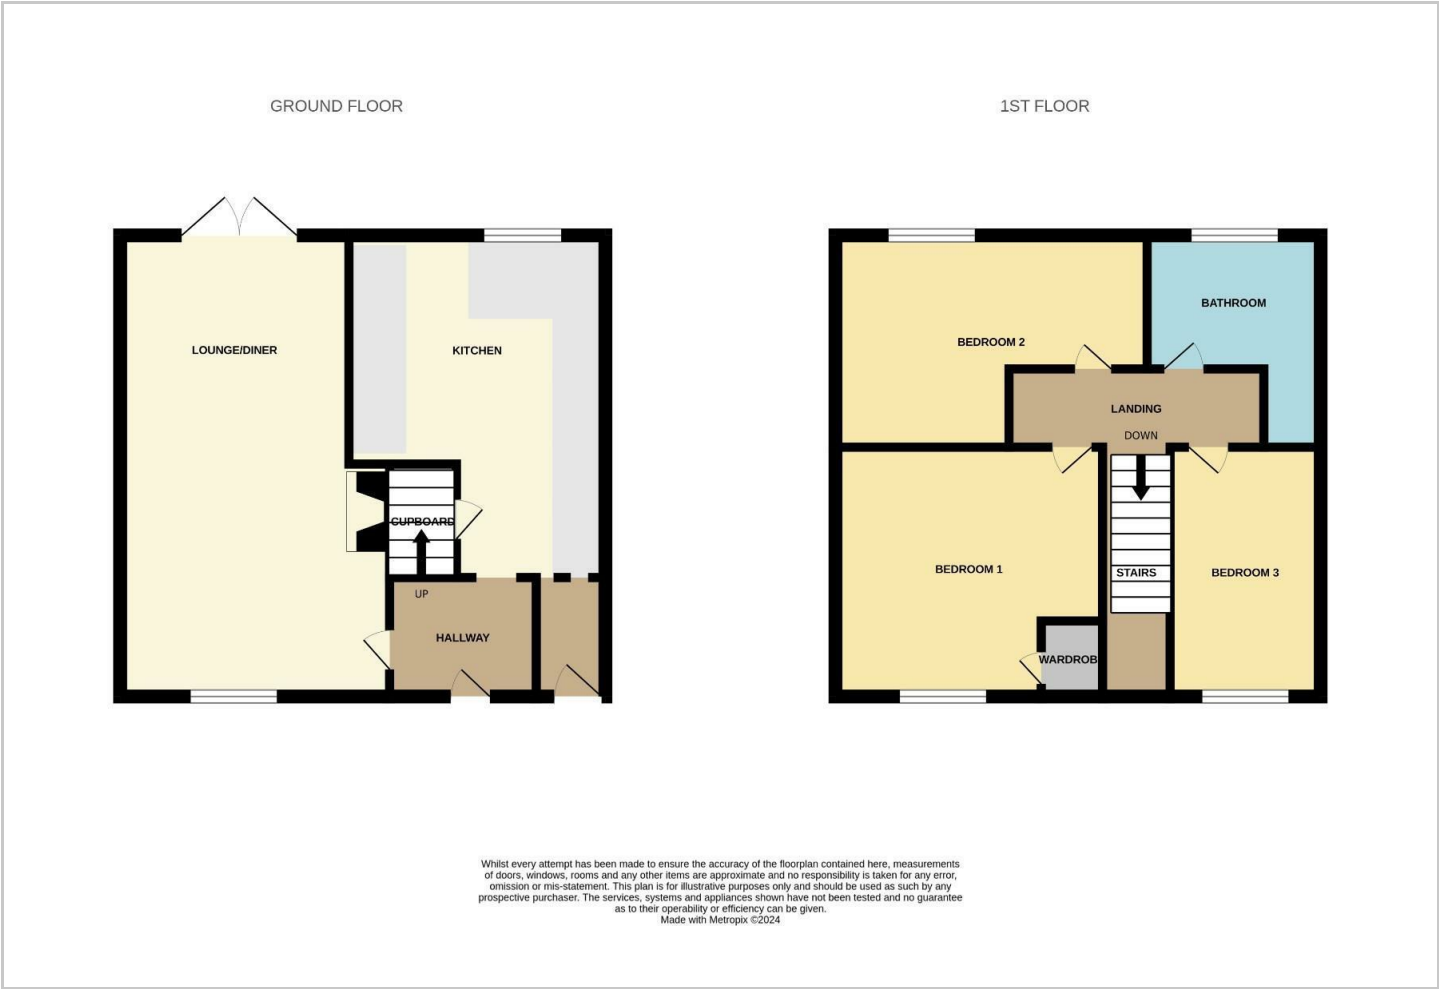 GROUND FLOOR
1ST FLOOR
LOUNGE/DINER
KITCHEN
CUPBOARD
UP
HALLWAY
BATHROOM
BEDROOM 2
LANDING
DOWN
BEDROOM 1
STAIRS
BEDROOM 3
WARDROB
Whilst every attempt has been made to ensure the accuracy of the floorplan contained here, measurements
of doors, windows, rooms and any other items are approximate and no responsibility is taken for any error,
omission or mis-statement. This plan is for illustrative purposes only and should be used as such by any
prospective purchaser. The services, systems and appliances shown have not been tested and no guarantee
as to their operability or efficiency can be given.
Made with Metropix ©2024